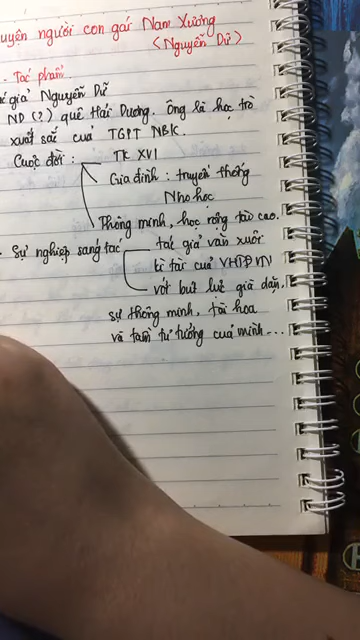 uyện người con gái Nam Xương
(Nguyễn Dữ)
- Tác phẩm
giả Nguyễn Dữ
ND (?) quê Hải Dương. Ông là học trò
xuất sắc của TGPT NBK.
Cuộc đời : TK XVI
Gia đình : truyền thống
Nho học
Thông minh, học rộng tài cao.
- Sự nghiệp sáng tác tác giả văn xuôi
kì tài của VHTĐVN
với bút lực già dặn.
sự thông minh, tài hoa
và tâm tư tưởng của mình...